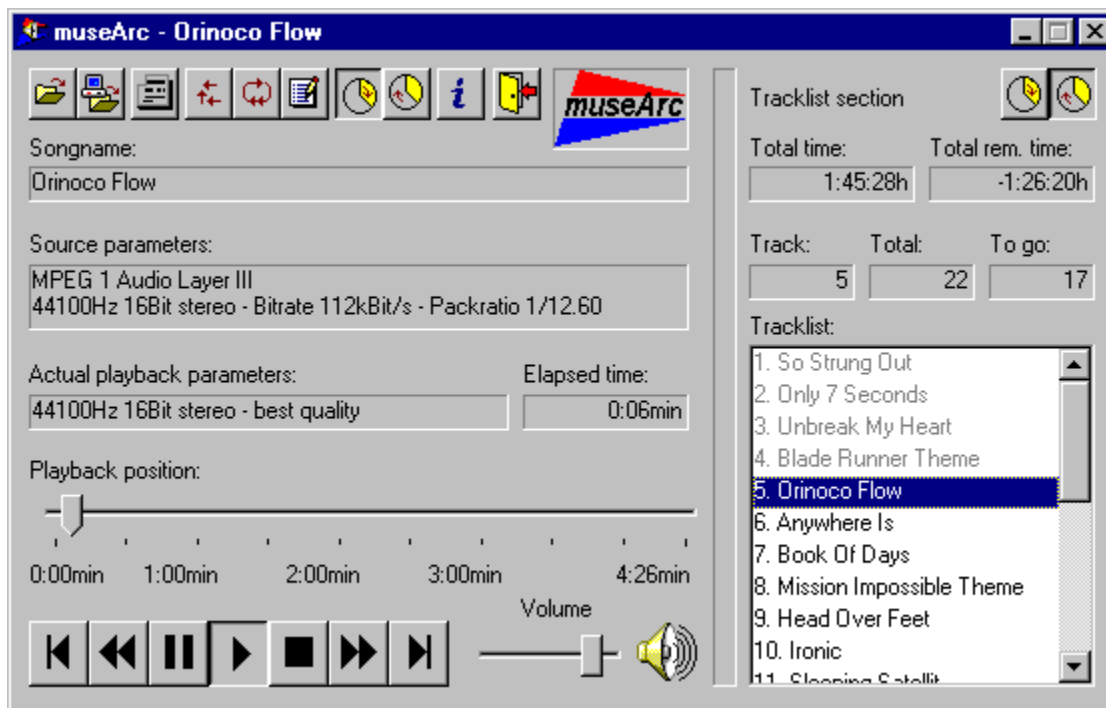 museArc - Orinoco Flow
museArc
Songname:
Orinoco Flow
Source parameters:
MPEG 1 Audio Layer III
44100Hz 16Bit stereo - Bitrate 112kBit/s - Packratio 1/12.60
Actual playback parameters:
Elapsed time:
44100Hz 16Bit stereo - best quality
0:06min
Playback position:
0:00min 1:00min 2:00min 3:00min 4:26min
Volume
Tracklist section
Total time: Total rem. time:
1:45:28h -1:26:20h
Track: Total: To go:
5 22 17
Tracklist:
1. So Strung Out
2. Only 7 Seconds
3. Unbreak My Heart
4. Blade Runner Theme
5. Orinoco Flow
6. Anywhere Is
7. Book Of Days
8. Mission Impossible Theme
9. Head Over Feet
10. Ironic
11. Sleeping Satellit